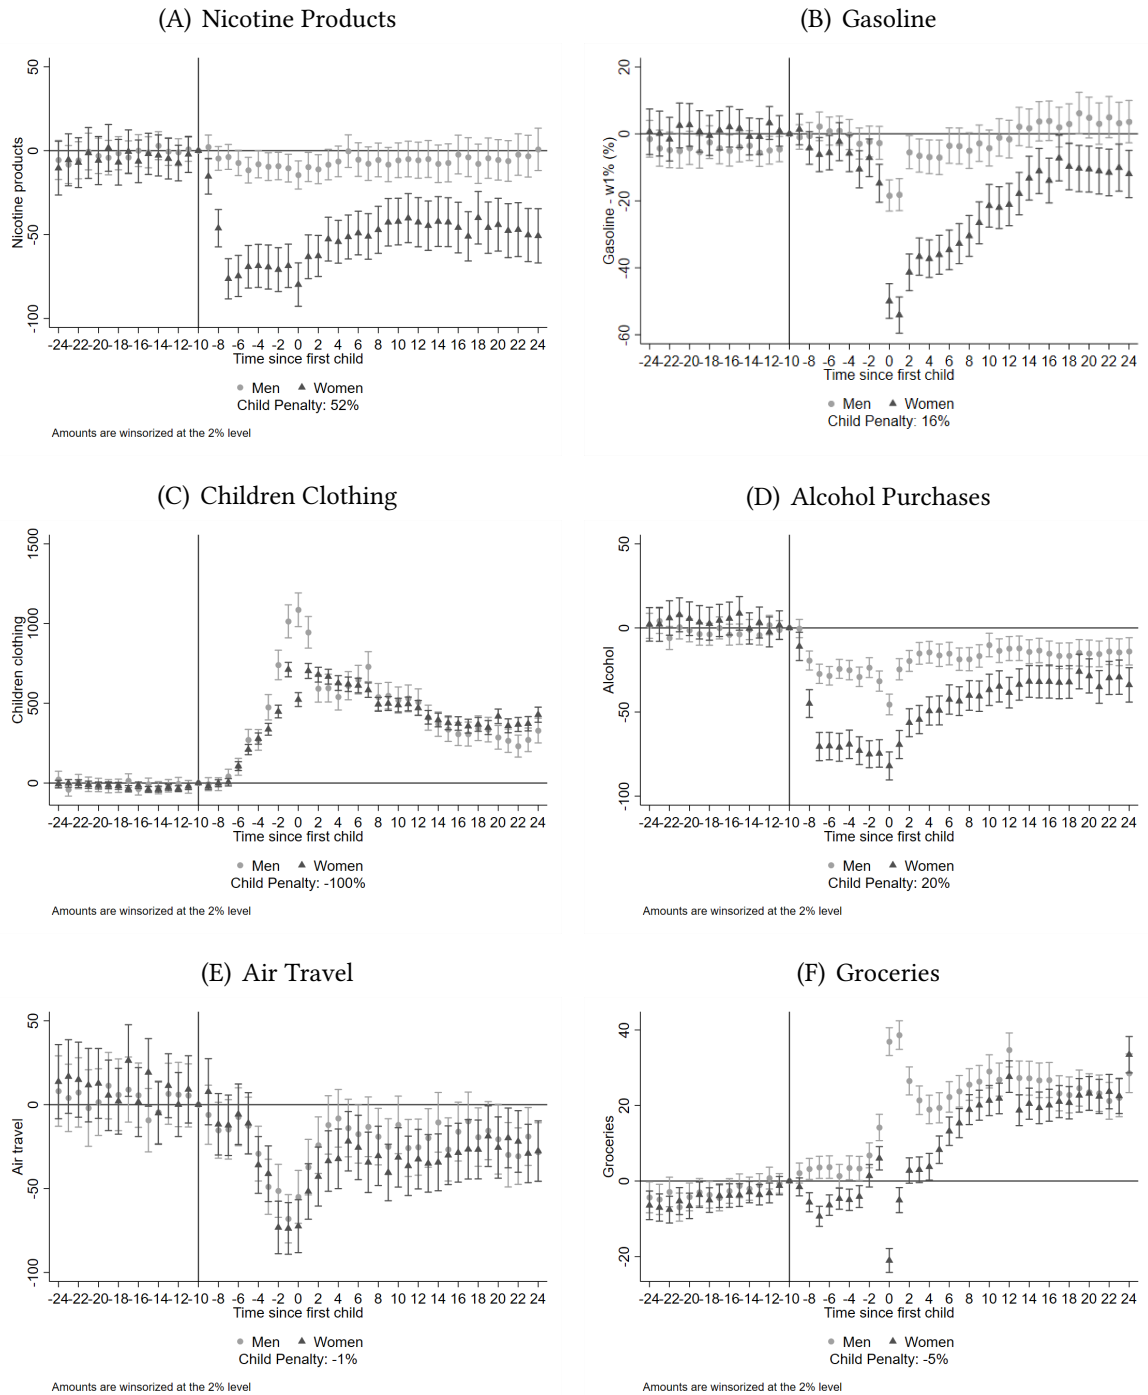 (A) Nicotine Products
50
0
-50
-100
Nicotine products
-24-22-20-18-16-14-12-10 -8 -6 -4 -2 0 2 4 6 8 10 12 14 16 18 20 22 24
Time since first child
Men Women
Child Penalty: 52%
Amounts are winsorized at the 2% level
(B) Gasoline
20
0
-20
-40
-60
Gasoline - w1% (%)
-24-22-20-18-16-14-12-10 -8 -6 -4 -2 0 2 4 6 8 10 12 14 16 18 20 22 24
Time since first child
Men Women
Child Penalty: 16%
(C) Children Clothing
1500
1000
500
0
Children clothing
-24-22-20-18-16-14-12-10 -8 -6 -4 -2 0 2 4 6 8 10 12 14 16 18 20 22 24
Time since first child
Men Women
Child Penalty: -100%
Amounts are winsorized at the 2% level
(D) Alcohol Purchases
50
0
-50
-100
Alcohol
-24-22-20-18-16-14-12-10 -8 -6 -4 -2 0 2 4 6 8 10 12 14 16 18 20 22 24
Time since first child
Men Women
Child Penalty: 20%
Amounts are winsorized at the 2% level
(E) Air Travel
50
0
-50
-100
Air travel
-24-22-20-18-16-14-12-10 -8 -6 -4 -2 0 2 4 6 8 10 12 14 16 18 20 22 24
Time since first child
Men Women
Child Penalty: -1%
Amounts are winsorized at the 2% level
(F) Groceries
40
20
0
-20
Groceries
-24-22-20-18-16-14-12-10 -8 -6 -4 -2 0 2 4 6 8 10 12 14 16 18 20 22 24
Time since first child
Men Women
Child Penalty: -5%
Amounts are winsorized at the 2% level